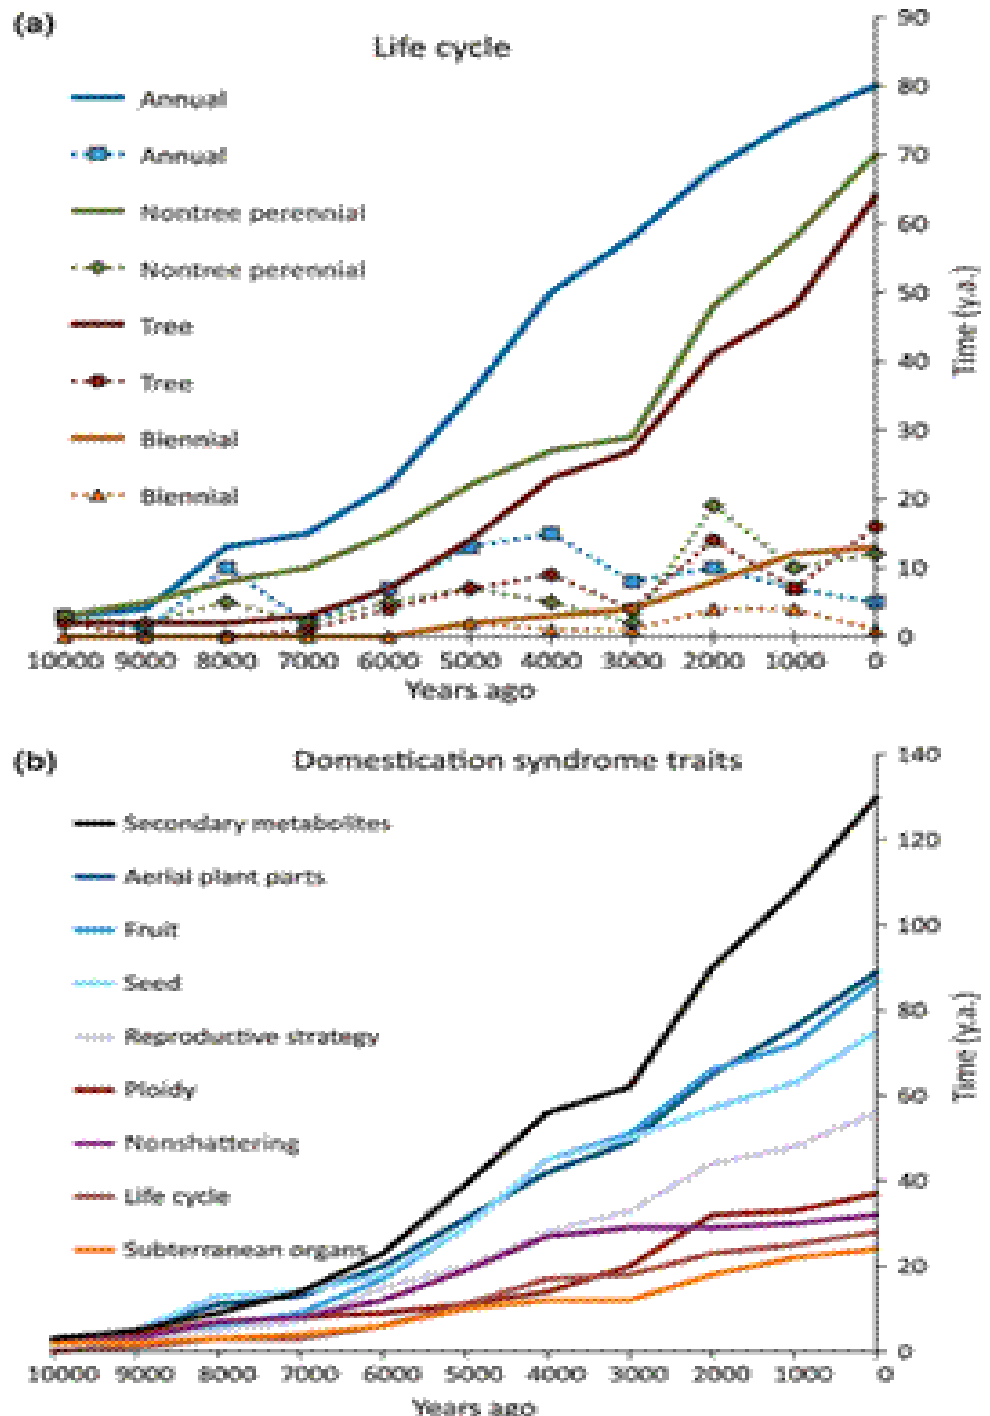 (a)
Life cycle
Annual
Annual
Nontree perennial
Nontree perennial
Tree
Tree
Biennial
Biennial
90
80
70
60
50
40
30
20
10
0
Time (y.a.)
10000 9000 8000 7000 6000 5000 4000 3000 2000 1000 0
Years ago
(b)
Domestication syndrome traits
Secondary metabolites
Aerial plant parts
Fruit
Seed
Reproductive strategy
Ploidy
Nonshattering
Life cycle
Subterranean organs
140
120
100
80
60
40
20
0
Time (y.a.)
10000 9000 8000 7000 6000 5000 4000 3000 2000 1000 0
Years ago